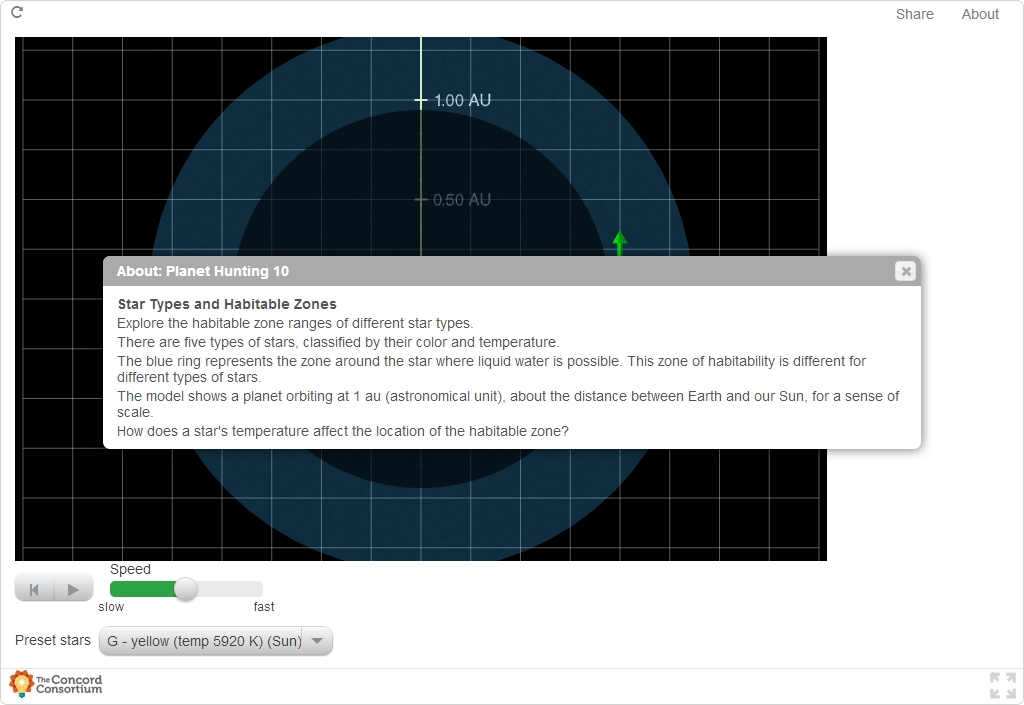 Share About
1.00 AU
0.50 AU
About: Planet Hunting 10
Star Types and Habitable Zones
Explore the habitable zone ranges of different star types.
There are five types of stars, classified by their color and temperature.
The blue ring represents the zone around the star where liquid water is possible. This zone of habitability is different for
different types of stars.
The model shows a planet orbiting at 1 au (astronomical unit), about the distance between Earth and our Sun, for a sense of
scale.
How does a star's temperature affect the location of the habitable zone?
Speed
slow fast
Preset stars G - yellow (temp 5920 K) (Sun)
The Concord
Consortium